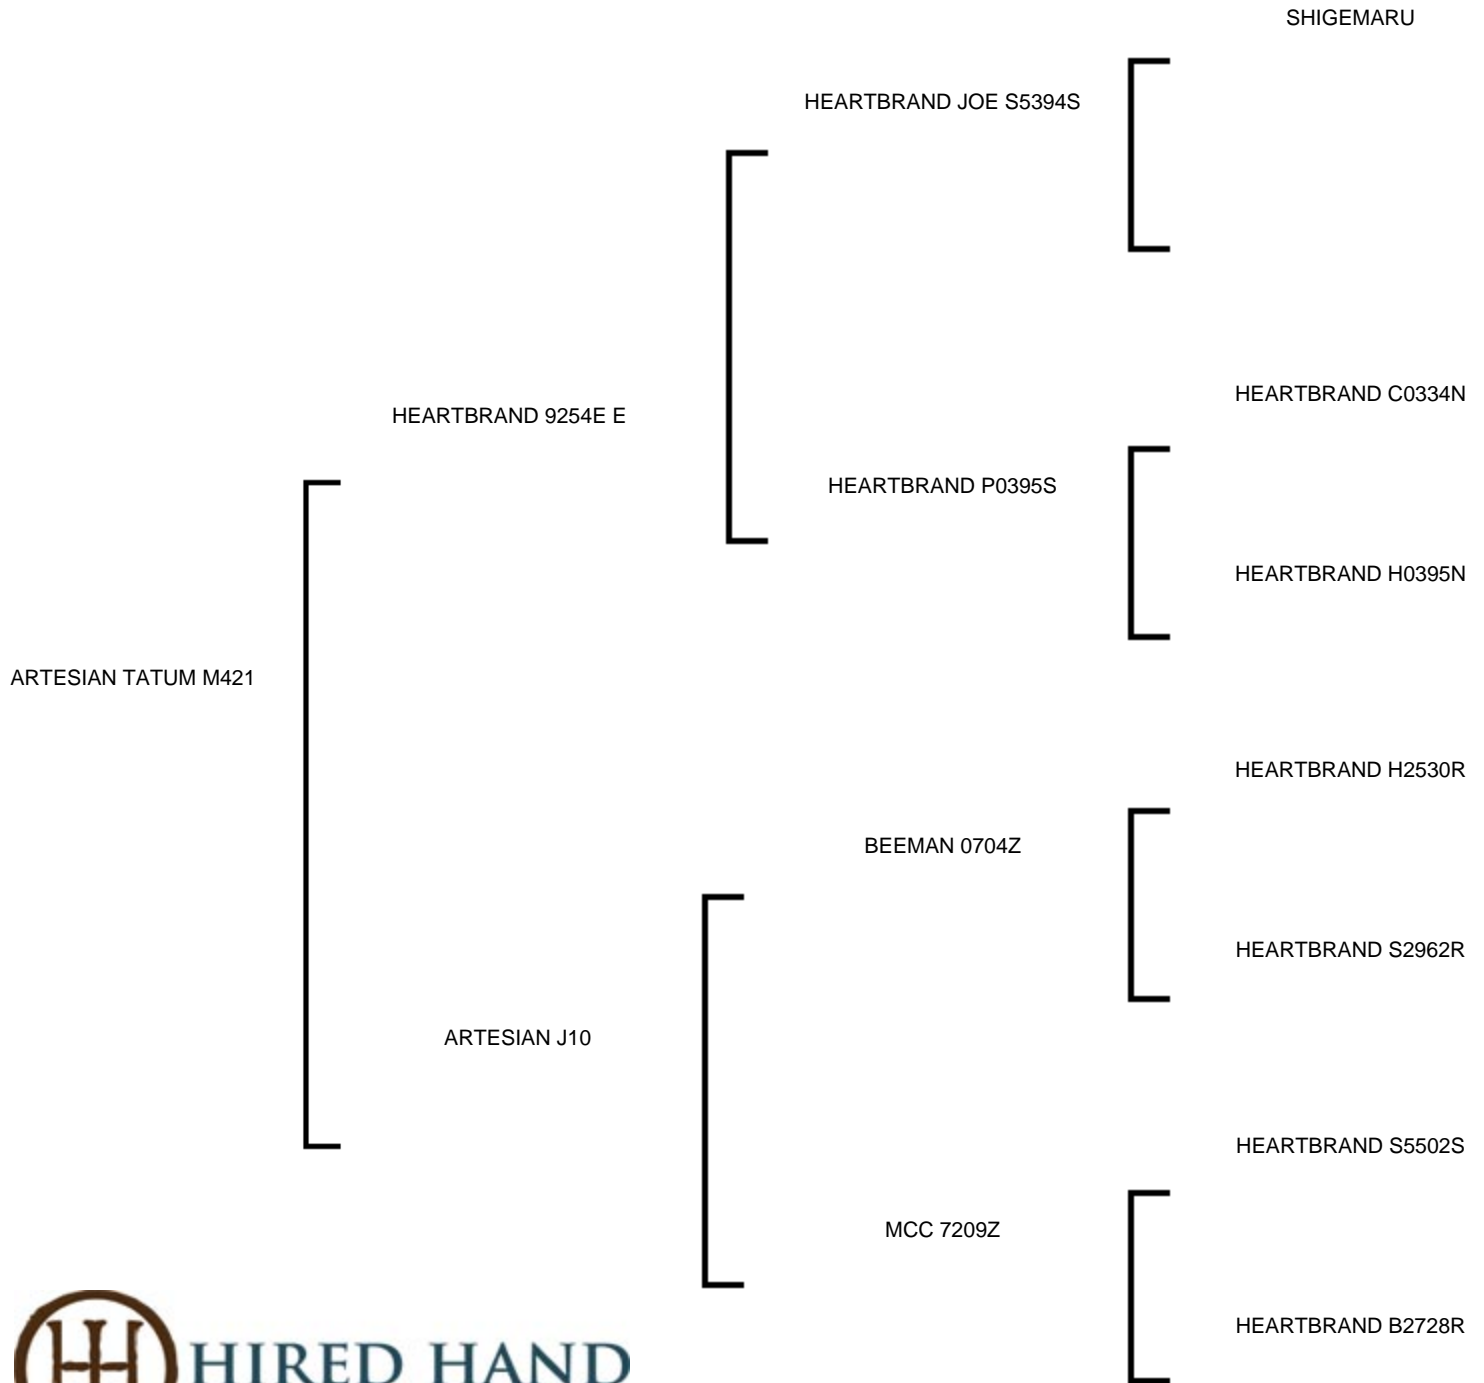 SHIGEMARU
HEARTBRAND JOE S5394S
HEARTBRAND C0334N
HEARTBRAND 9254E E
HEARTBRAND P0395S
HEARTBRAND H0395N
ARTESIAN TATUM M421
HEARTBRAND H2530R
BEEMAN 0704Z
HEARTBRAND S2962R
ARTESIAN J10
HEARTBRAND S5502S
MCC 7209Z
HEARTBRAND B2728R
HH HIRED HAND